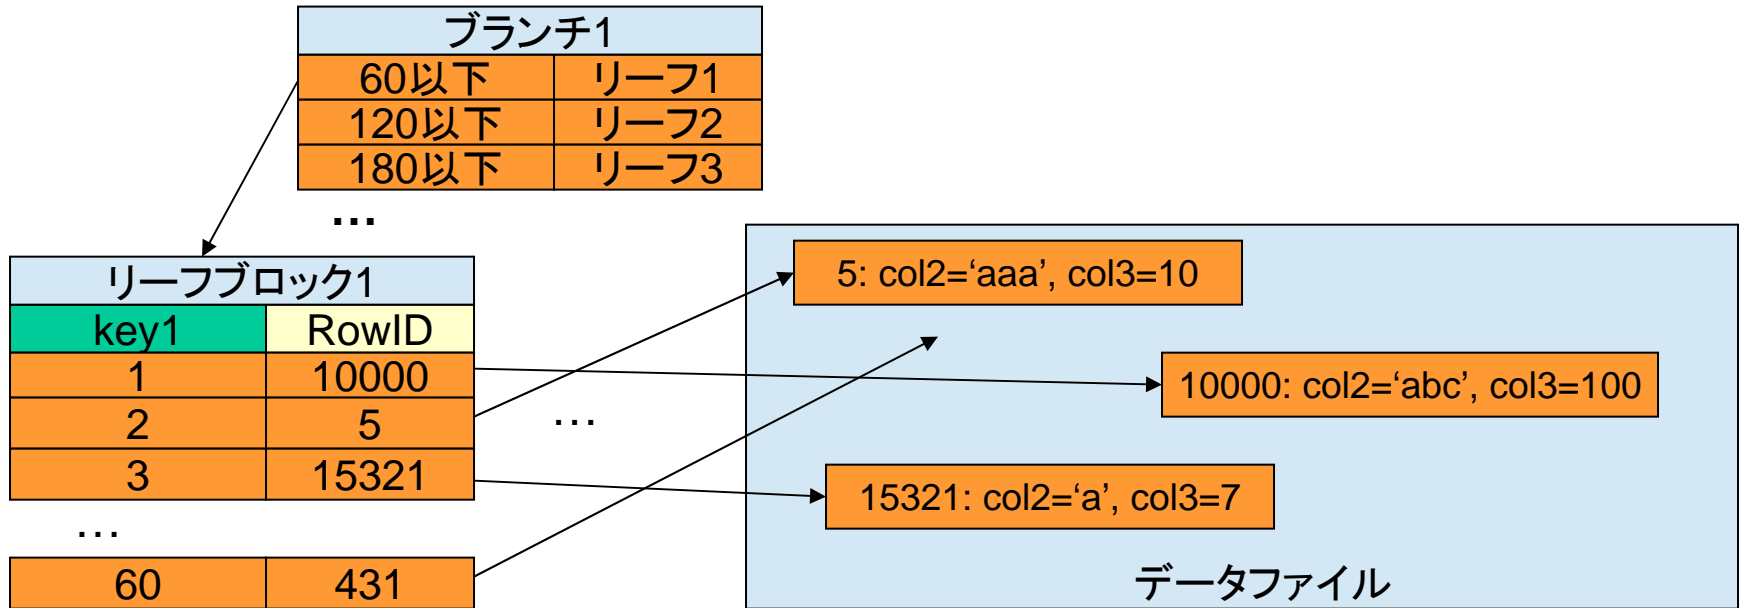 ブランチ1
60以下 リーフ1
120以下 リーフ2
180以下 リーフ3
…
リーフブロック1
key1 RowID
1 10000
2 5
3 15321
…
60 431
…
5: col2=‘aaa’, col3=10
10000: col2=‘abc’, col3=100
15321: col2=‘a’, col3=7
データファイル